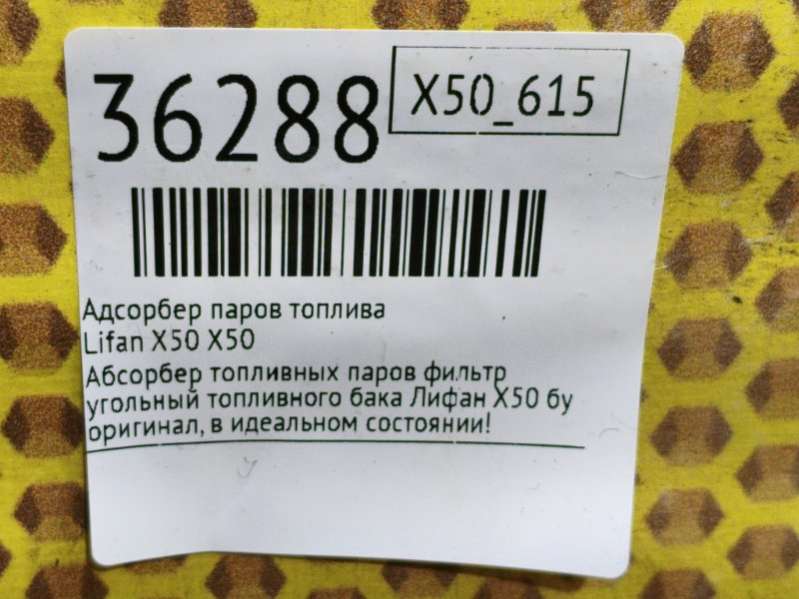 36288
X50_615
Адсорбер паров топлива
Lifan X50 X50
Абсорбер топливных паров фильтр
угольный топливного бака Лифан Х50 бу
оригинал, в идеальном состоянии!